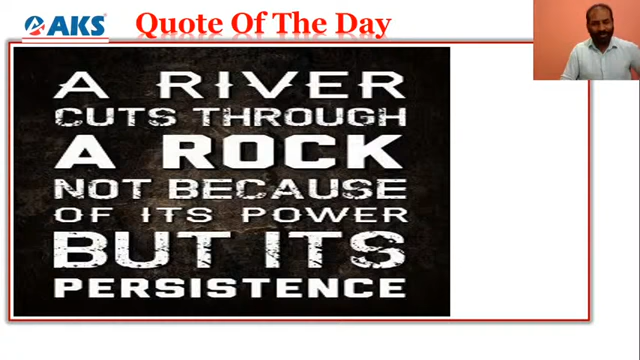 AKS
Quote Of The Day
A RIVER
CUTS THROUGH
A ROCK
NOT BECAUSE
OF ITS POWER
BUT ITS
PERSISTENCE